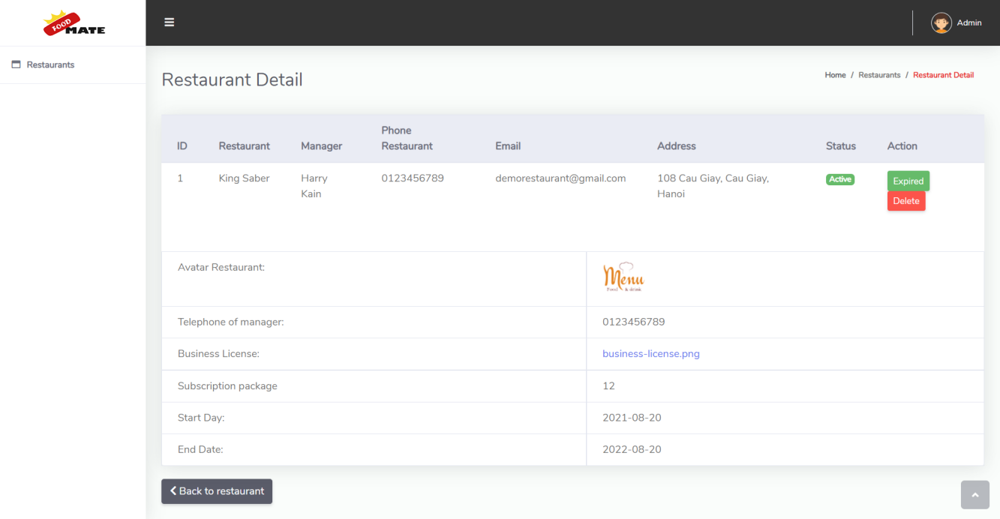 FOOD
MATE
Admin
Restaurants
Restaurant Detail
Home / Restaurants / Restaurant Detail
ID Restaurant Manager Phone Restaurant Email Address Status Action
1 King Saber Harry Kain 0123456789 demorestaurant@gmail.com 108 Cau Giay, Cau Giay, Hanoi Active Expired
Delete
Avatar Restaurant: Menu
Food & drink
Telephone of manager: 0123456789
Business License: business-license.png
Subscription package 12
Start Day: 2021-08-20
End Date: 2022-08-20
Back to restaurant